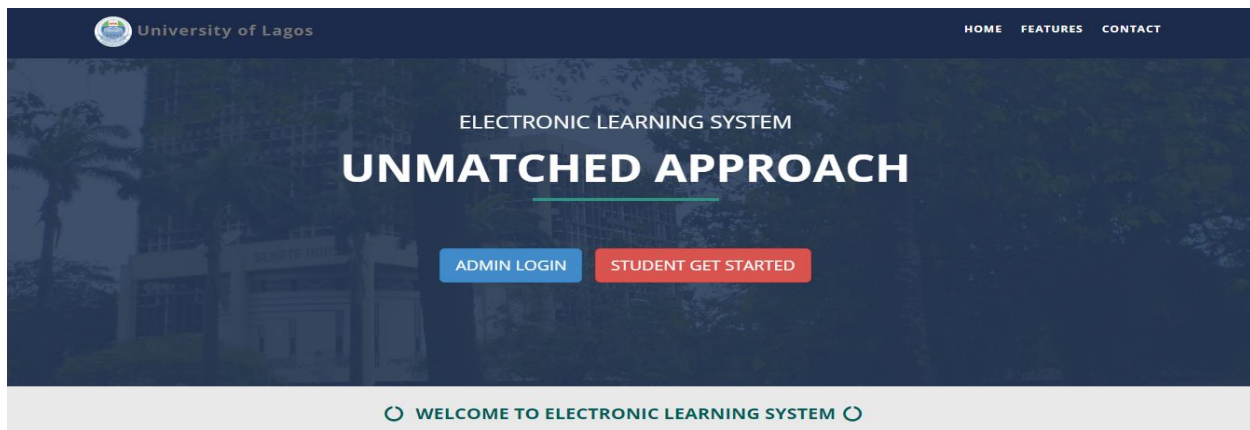 University of Lagos
HOME FEATURES CONTACT
ELECTRONIC LEARNING SYSTEM
UNMATCHED APPROACH
ADMIN LOGIN STUDENT GET STARTED
WELCOME TO ELECTRONIC LEARNING SYSTEM